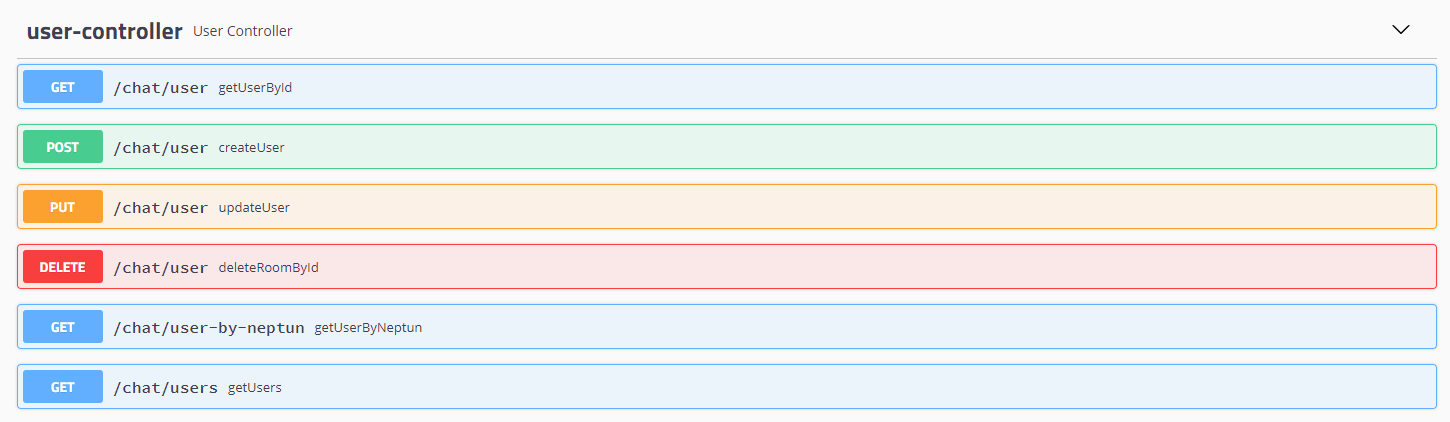 user-controller User Controller
GET /chat/user getUserById
POST /chat/user createUser
PUT /chat/user updateUser
DELETE /chat/user deleteRoomById
GET /chat/user-by-neptun getUserByNeptun
GET /chat/users getUsers